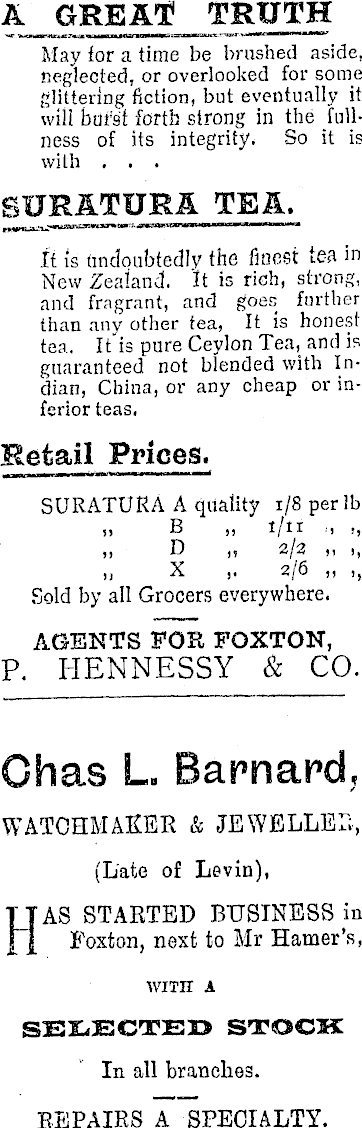 A GREAT TRUTH
May for a time be brushed aside,
neglected, or overlooked for some
glittering fiction, but eventually it
will burst forth strong in the full-
ness of its integrity. So it is
with . . .
SURATURA TEA.
It is undoubtedly the finest tea in
New Zealand. It is rich, strong,
and fragrant, and goes further
than any other tea, It is honest
tea. It is pure Ceylon Tea, and is
guaranteed not blended with In-
dian, China, or any cheap or in-
ferior teas.
Retail Prices.
SURATURA A quality 1/8 per lb
„ B „ 1/11 „ „
„ D „ 2/2 „ „
„ X „ 2/6 „ „
Sold by all Grocers everywhere.
AGENTS FOR FOXTON,
P. HENNESSY & CO.
Chas L. Barnard,
WATCHMAKER & JEWELLER,
(Late of Levin),
HAS STARTED BUSINESS in
Foxton, next to Mr Hamer's,
WITH A
SELECTED STOCK
In all branches.
REPAIRS A SPECIALTY.